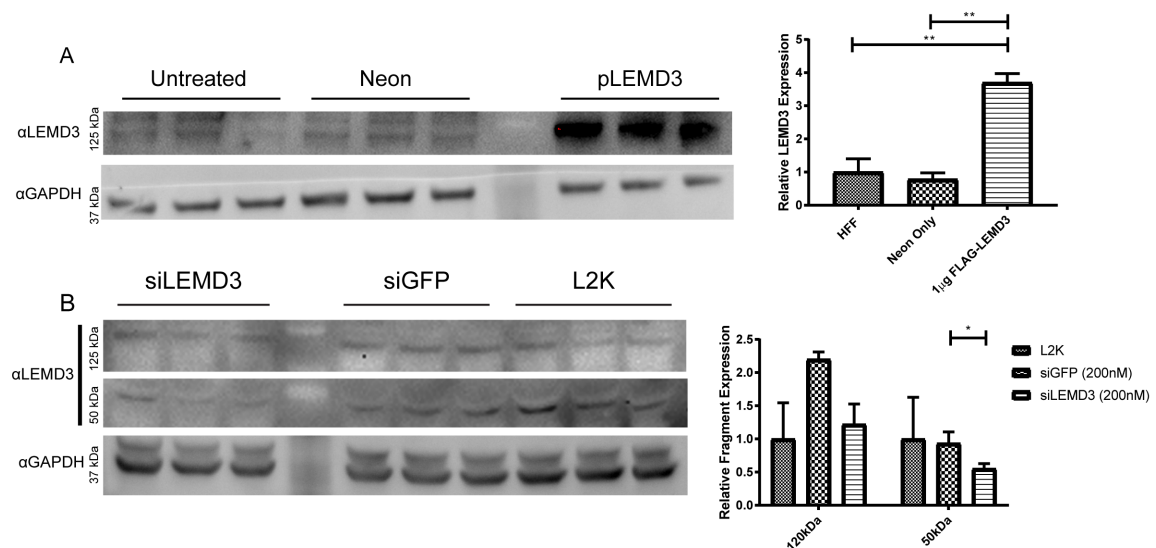 A
Untreated
Neon
pLEMD3
αLEMD3
125 kDa
αGAPDH
37 kDa
**
**
Relative LEMD3 Expression
5
4
3
2
1
0
HFF
Neon Only
1µg FLAG-LEMD3
B
siLEMD3
siGFP
L2K
αLEMD3
125 kDa
50 kDa
αGAPDH
37 kDa
Relative Fragment Expression
2.5
2.0
1.5
1.0
0.5
0.0
*
120kDa
50kDa
L2K
siGFP (200nM)
siLEMD3 (200nM)